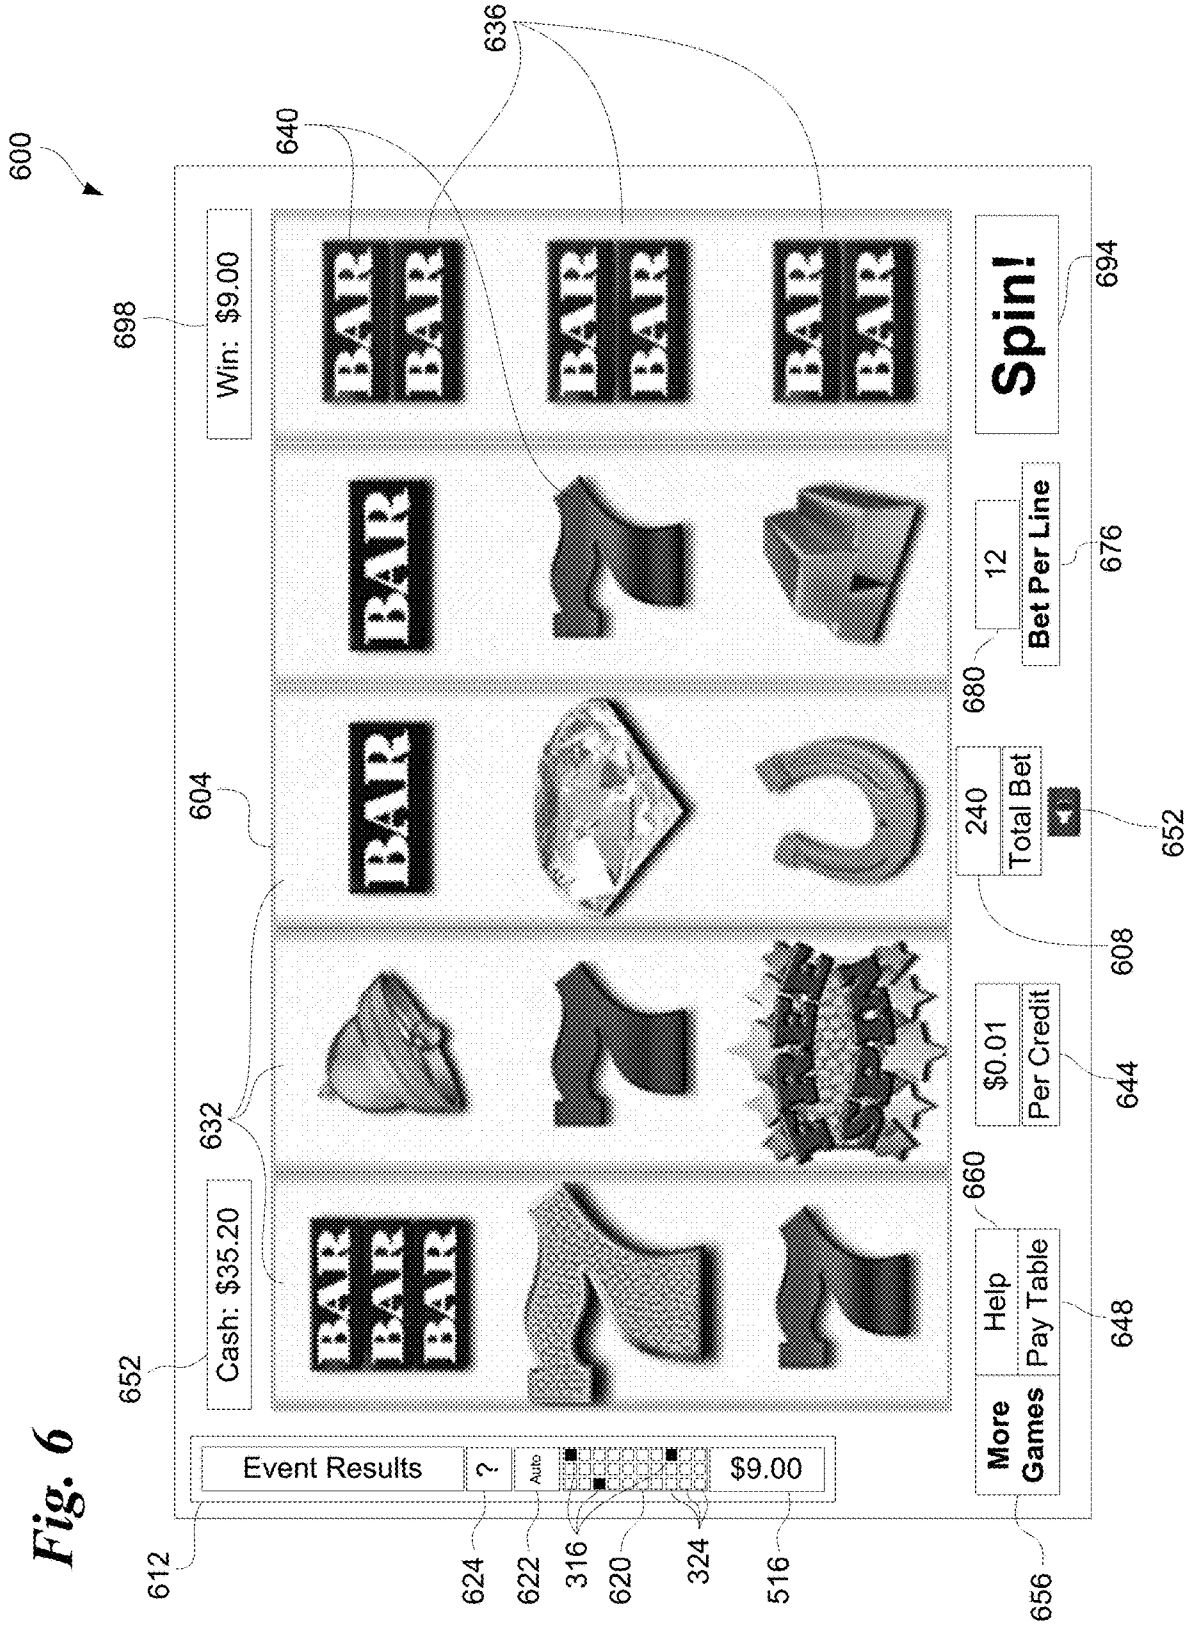 Fig. 6
600
612
652
604
698
632
640
636
Cash: $35.20
Win: $9.00
Event Results
?
Auto
$9.00
624
622
316
620
324
516
BAR
BAR
BAR
BAR
BAR
BAR
BAR
BAR
BAR
BAR
BAR
More
Games
Help
Pay Table
$0.01
Per Credit
240
Total Bet
12
Bet Per Line
Spin!
660
680
656
648
644
608
652
676
694